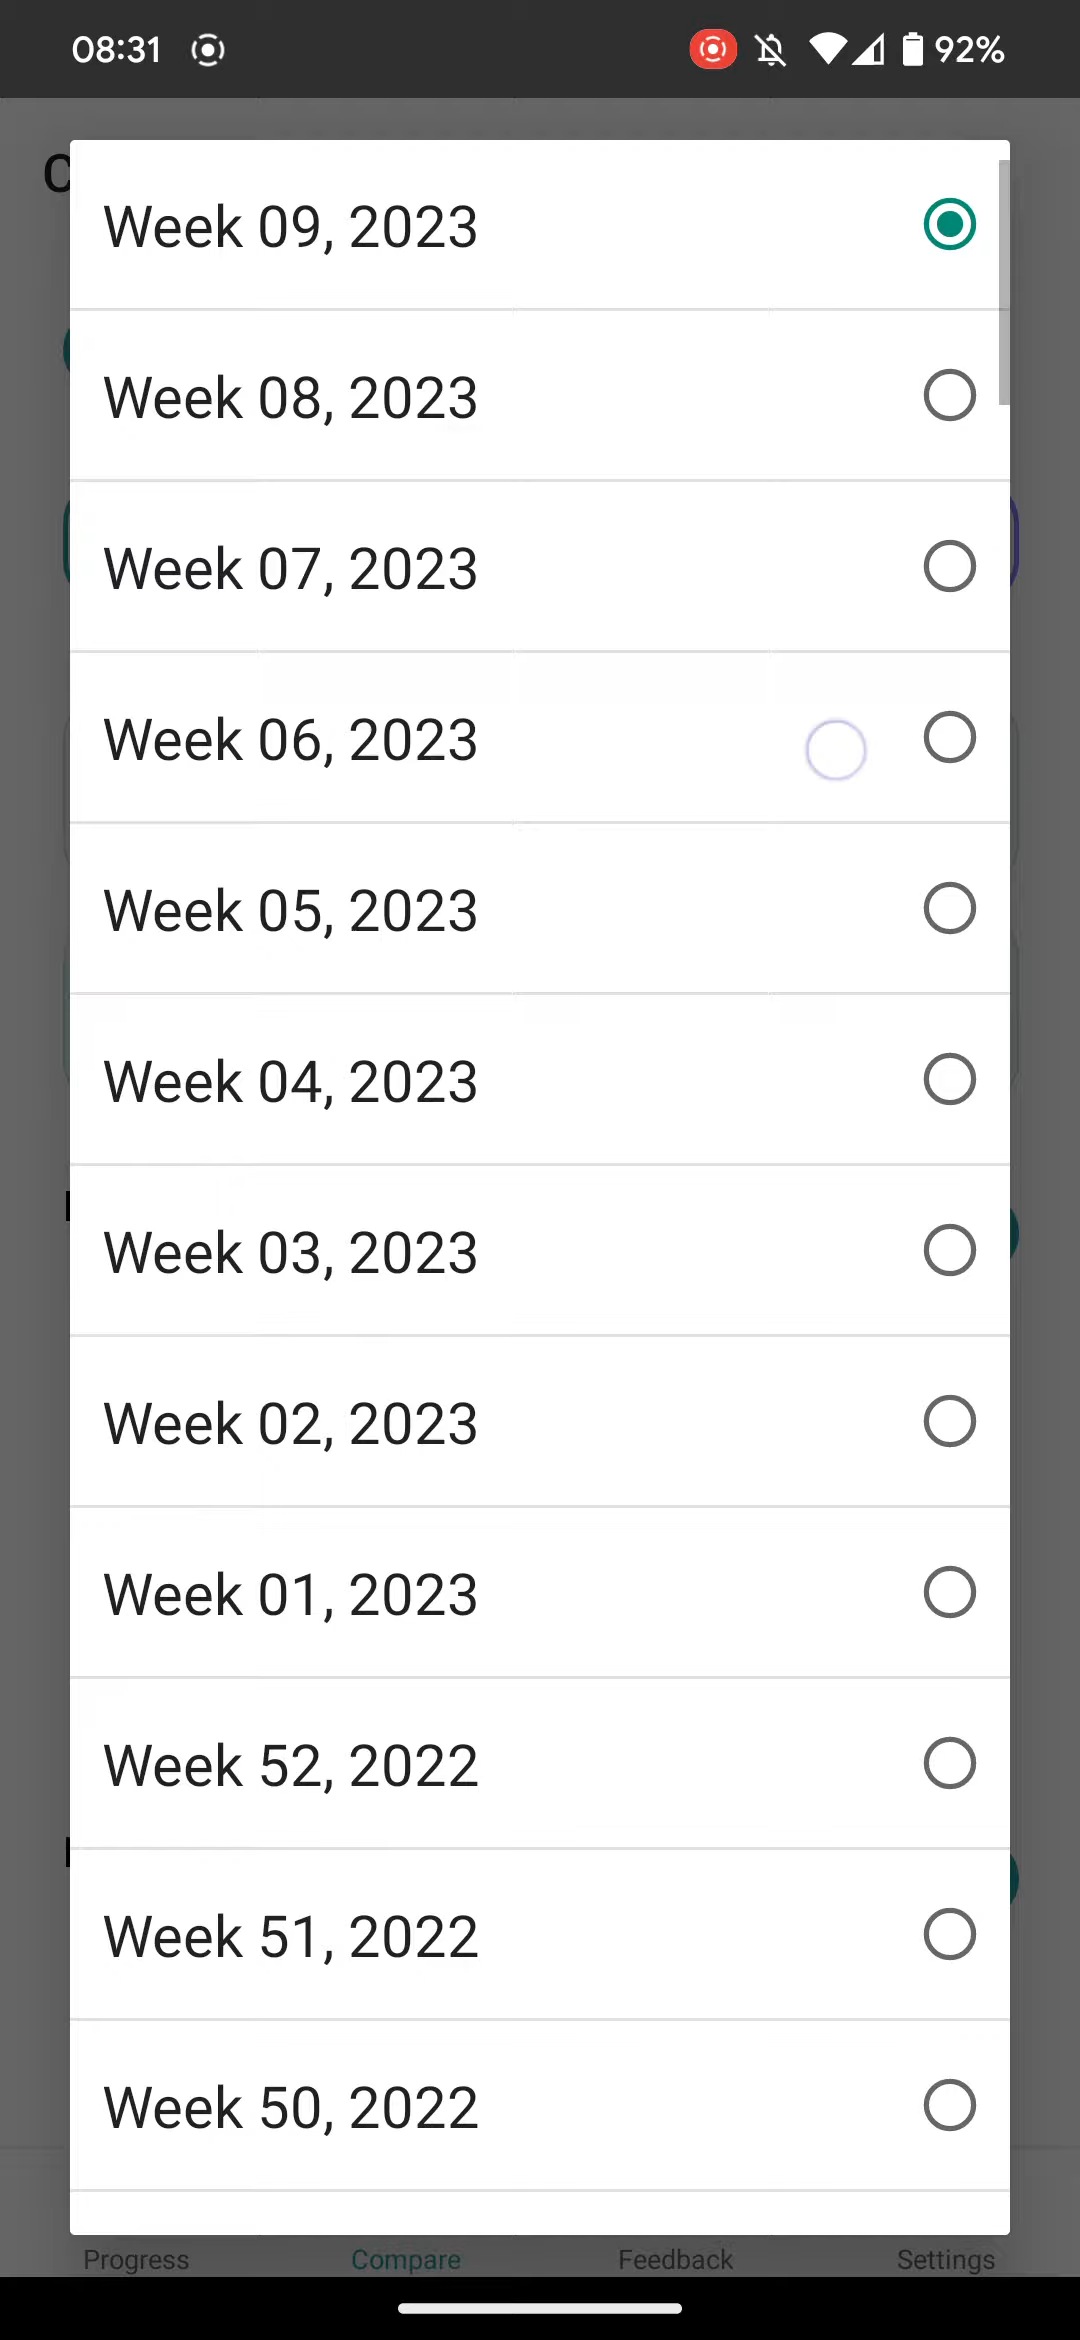 08:31
92%
Week 09, 2023
Week 08, 2023
Week 07, 2023
Week 06, 2023
Week 05, 2023
Week 04, 2023
Week 03, 2023
Week 02, 2023
Week 01, 2023
Week 52, 2022
Week 51, 2022
Week 50, 2022
Progress
Compare
Feedback
Settings